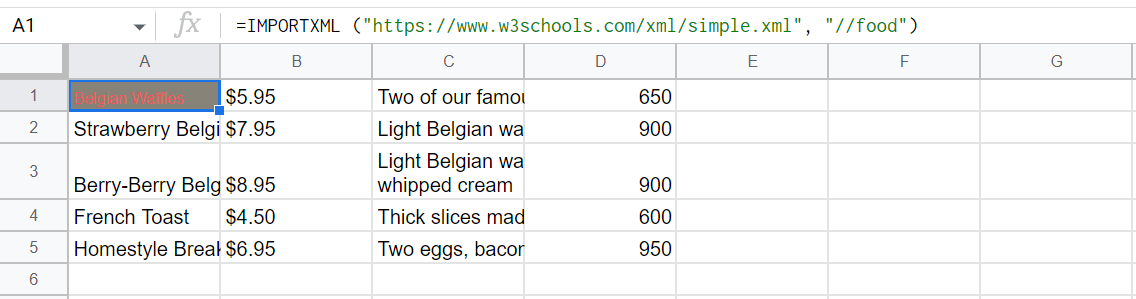 A1 fx =IMPORTXML ("https://www.w3schools.com/xml/simple.xml", "//food")
A B C D E F G
1 Belgian Waffles $5.95 Two of our famou 650
2 Strawberry Belgi $7.95 Light Belgian wa 900
Light Belgian wa
3 Berry-Berry Belg $8.95 whipped cream 900
4 French Toast $4.50 Thick slices mad 600
5 Homestyle Break $6.95 Two eggs, bacor 950
6